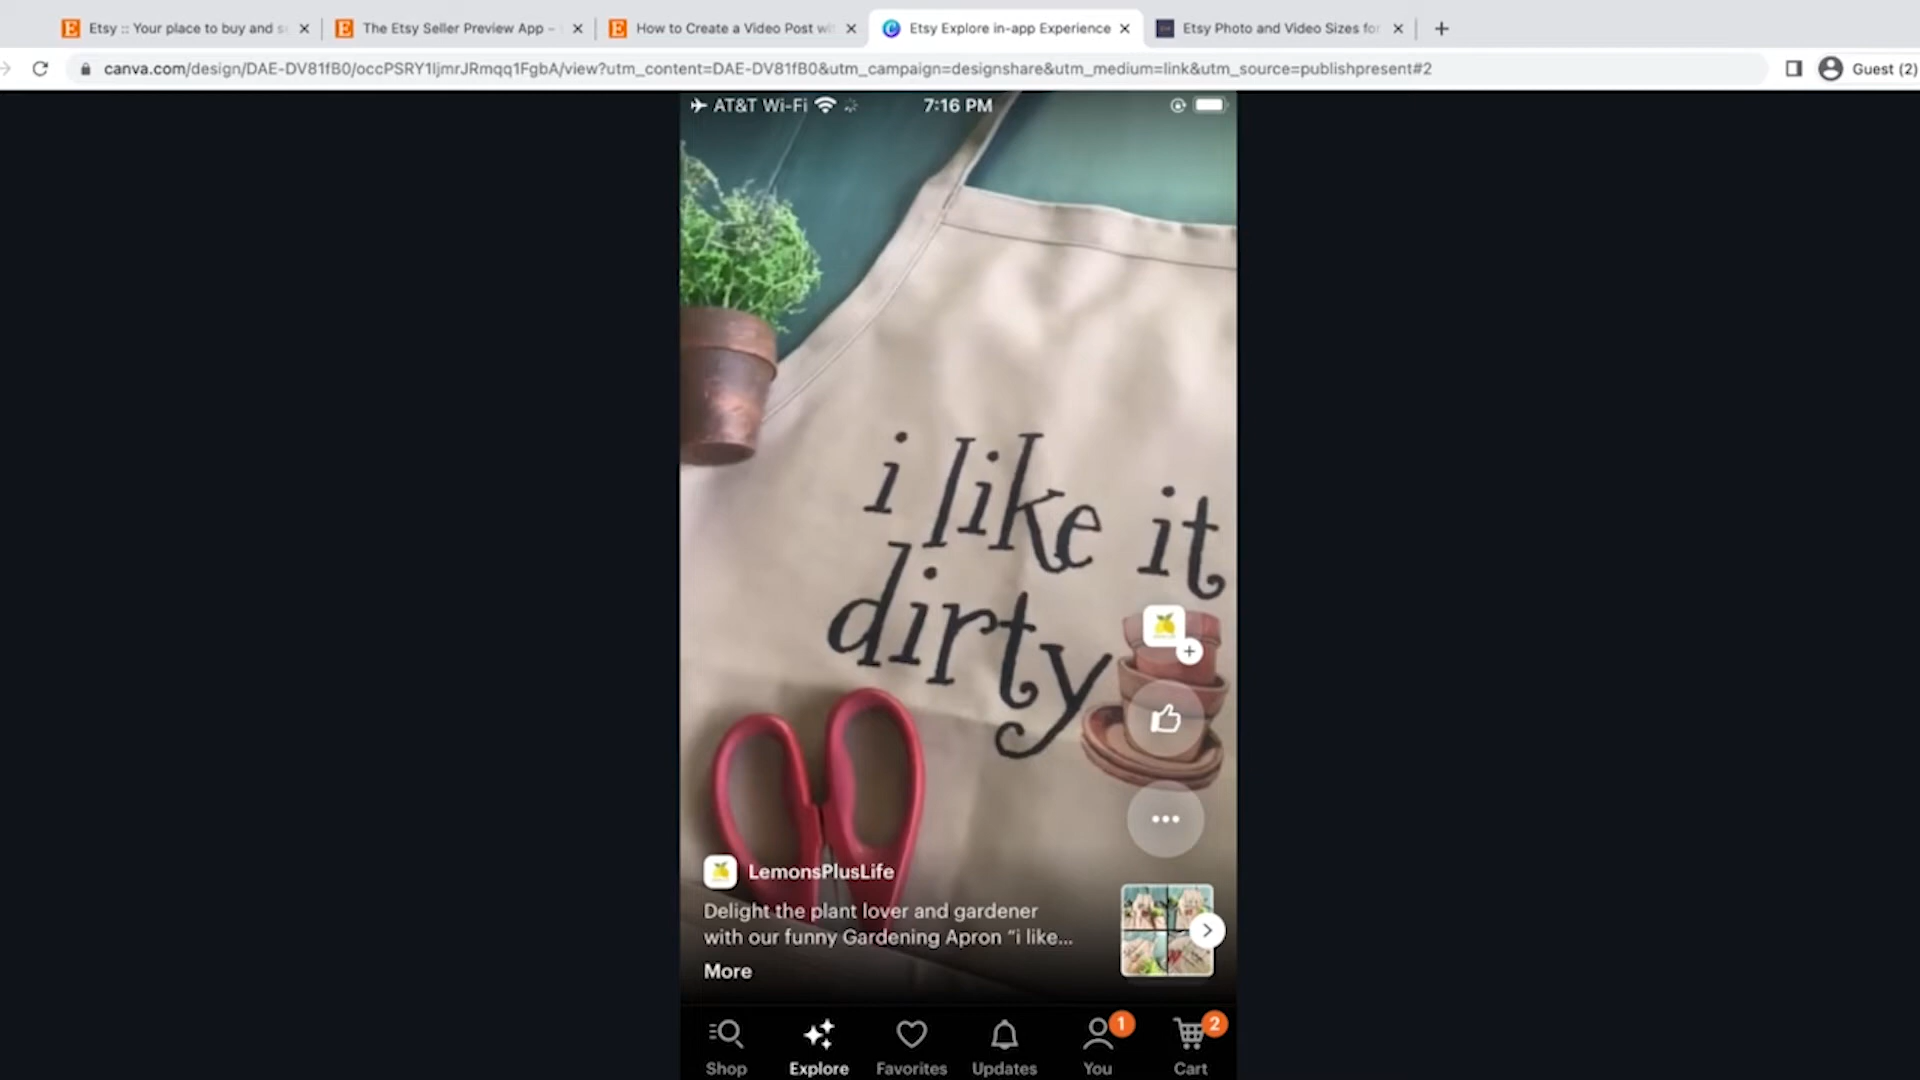 Etsy :: Your place to buy and s
The Etsy Seller Preview App –
How to Create a Video Post wi
Etsy Explore in-app Experience
Etsy Photo and Video Sizes for
canva.com/design/DAE-DV81fB0/occPSRY1IjmrJRmqq1FgbA/view?utm_content=DAE-DV81fB0&utm_campaign=designshare&utm_medium=link&utm_source=publishpresent#2
Guest (2)
AT&T Wi-Fi
7:16 PM
i like it
dirty
LemonsPlusLife
Delight the plant lover and gardener
with our funny Gardening Apron “i like...
More
1
2
Shop
Explore
Favorites
Updates
You
Cart